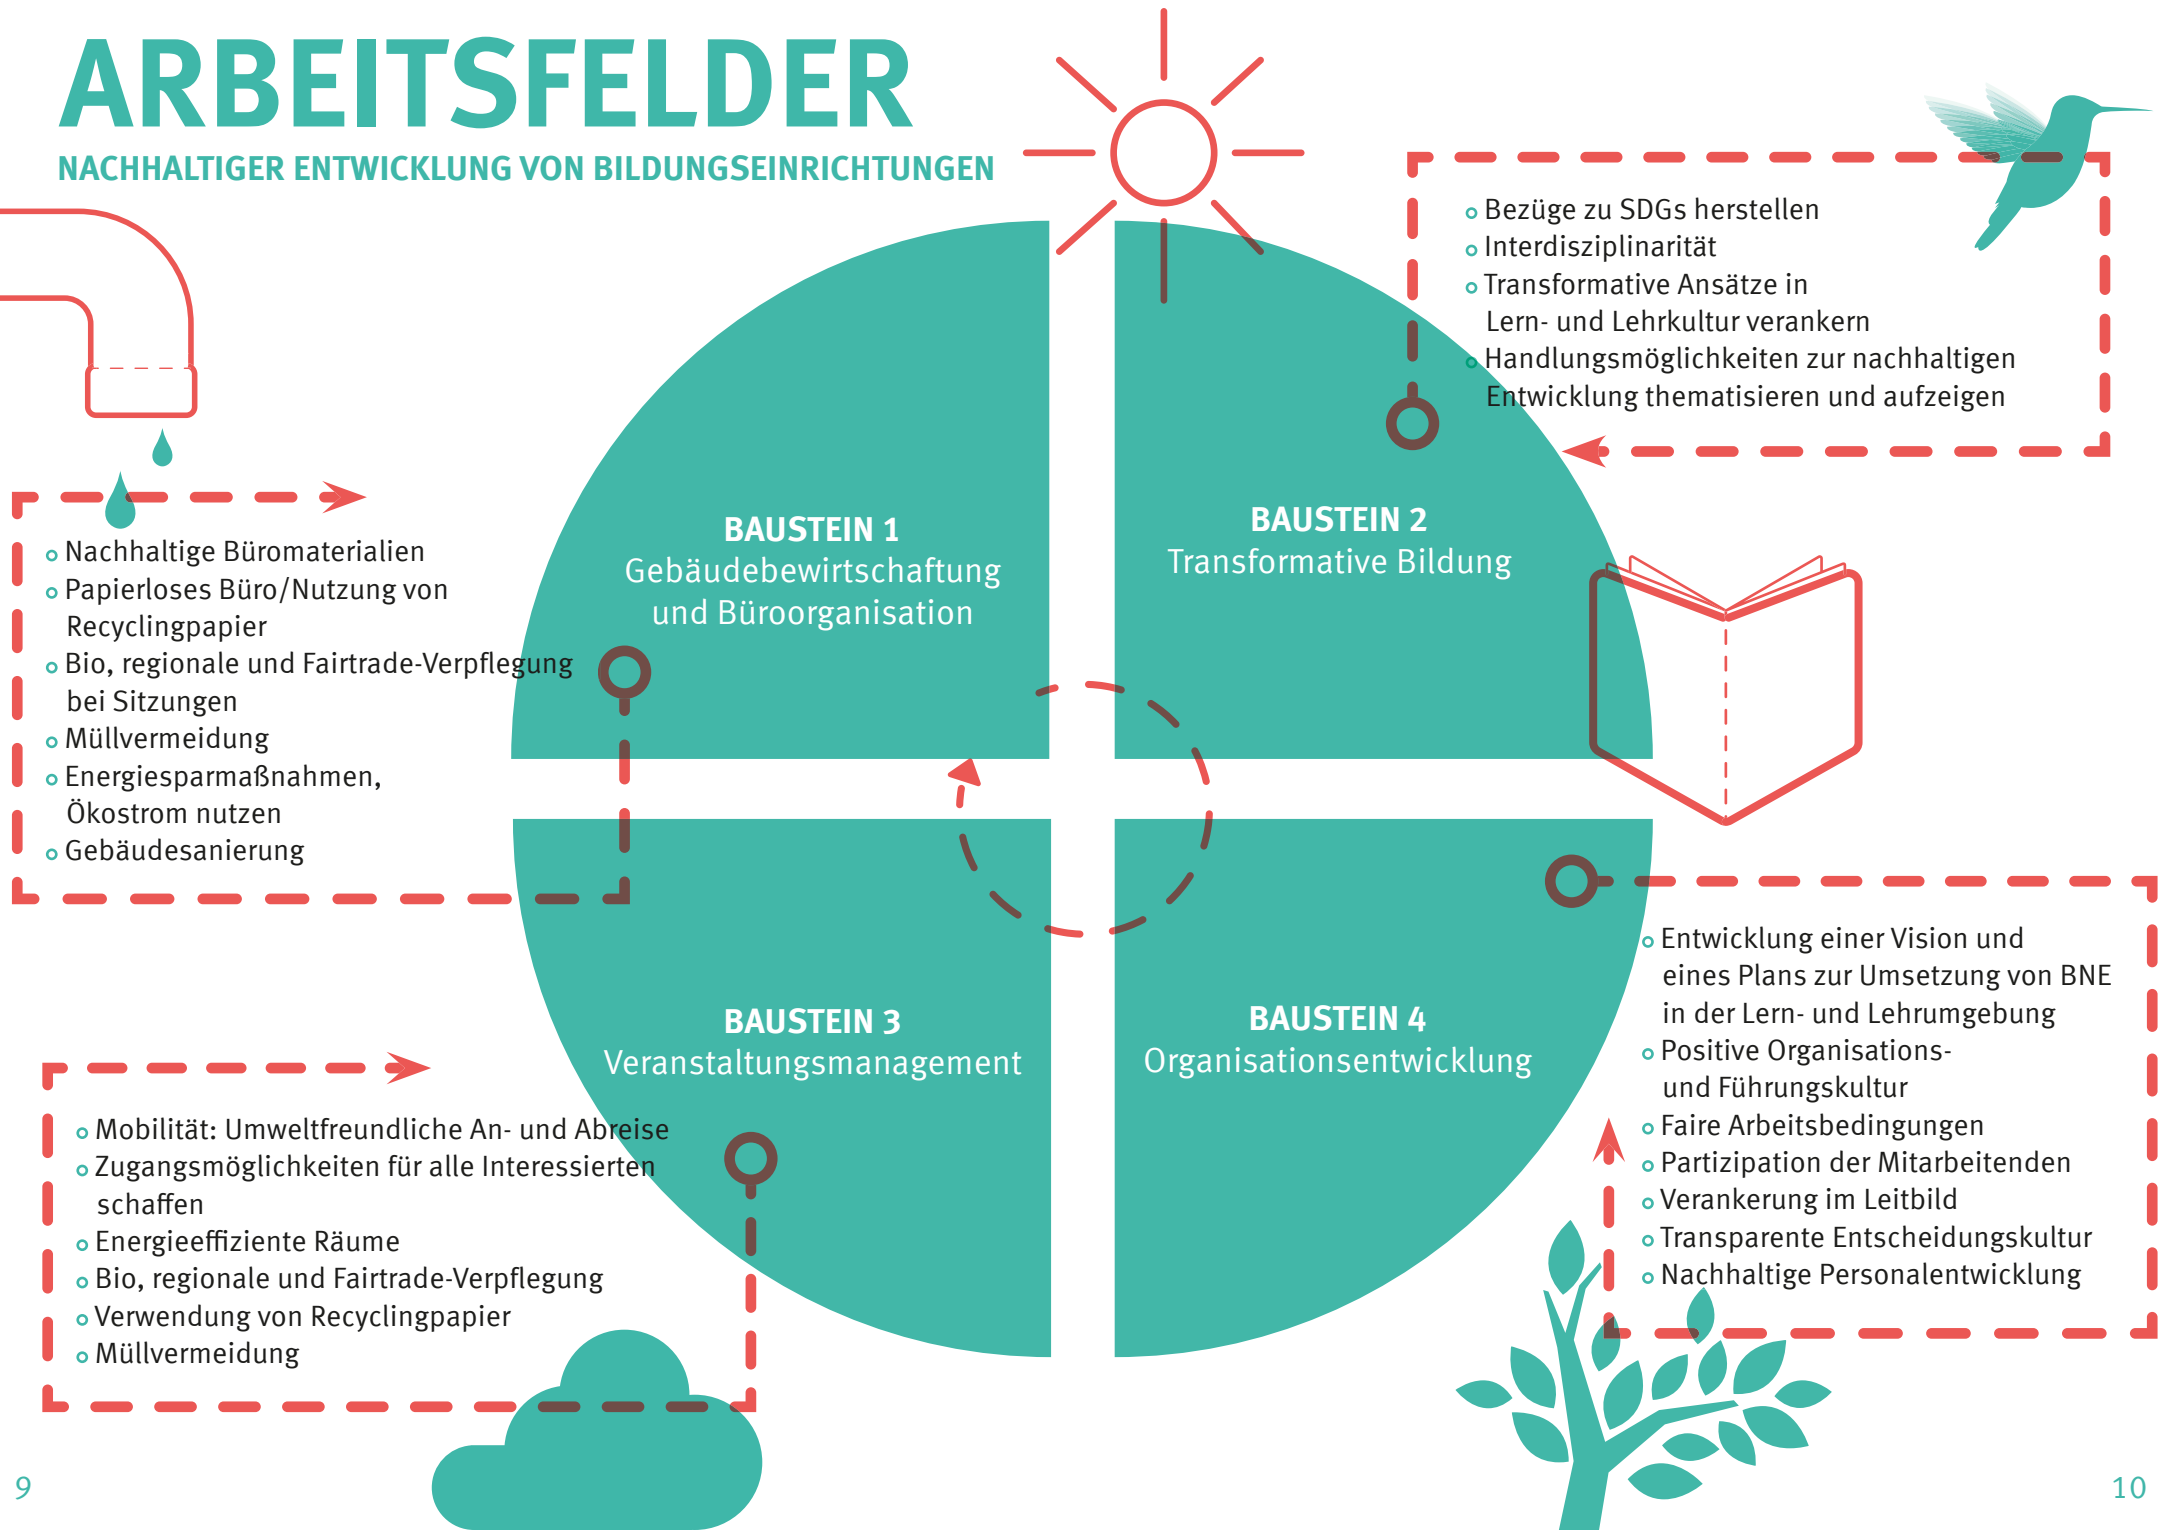 ARBEITSFELDER
NACHHALTIGER ENTWICKLUNG VON BILDUNGSEINRICHTUNGEN
BAUSTEIN 1
Gebäudebewirtschaftung
und Büroorganisation
Nachhaltige Büromaterialien
Papierloses Büro/Nutzung von
Recyclingpapier
Bio, regionale und Fairtrade-Verpflegung
bei Sitzungen
Müllvermeidung
Energiesparmaßnahmen,
Ökostrom nutzen
Gebäudesanierung
BAUSTEIN 2
Transformative Bildung
Bezüge zu SDGs herstellen
Interdisziplinarität
Transformative Ansätze in
Lern- und Lehrkultur verankern
Handlungsmöglichkeiten zur nachhaltigen
Entwicklung thematisieren und aufzeigen
BAUSTEIN 3
Veranstaltungsmanagement
Mobilität: Umweltfreundliche An- und Abreise
Zugangsmöglichkeiten für alle Interessierten
schaffen
Energieeffiziente Räume
Bio, regionale und Fairtrade-Verpflegung
Verwendung von Recyclingpapier
Müllvermeidung
BAUSTEIN 4
Organisationsentwicklung
Entwicklung einer Vision und
eines Plans zur Umsetzung von BNE
in der Lern- und Lehrumgebung
Positive Organisations-
und Führungskultur
Faire Arbeitsbedingungen
Partizipation der Mitarbeitenden
Verankerung im Leitbild
Transparente Entscheidungskultur
Nachhaltige Personalentwicklung
9
10